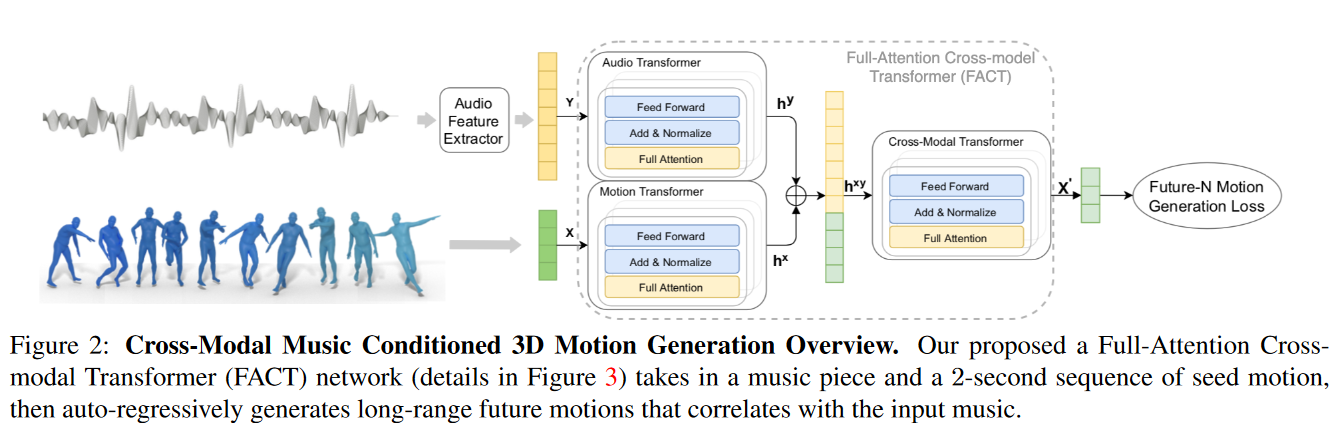 Full-Attention Cross-model
Transformer (FACT)
Audio
Feature
Extractor
Y
Audio Transformer
Feed Forward
Add & Normalize
Full Attention
h^y
X
Motion Transformer
Feed Forward
Add & Normalize
Full Attention
h^x
h^xy
Cross-Modal Transformer
Feed Forward
Add & Normalize
Full Attention
X'
Future-N Motion
Generation Loss
Figure 2: Cross-Modal Music Conditioned 3D Motion Generation Overview. Our proposed a Full-Attention Cross-
modal Transformer (FACT) network (details in Figure 3) takes in a music piece and a 2-second sequence of seed motion,
then auto-regressively generates long-range future motions that correlates with the input music.